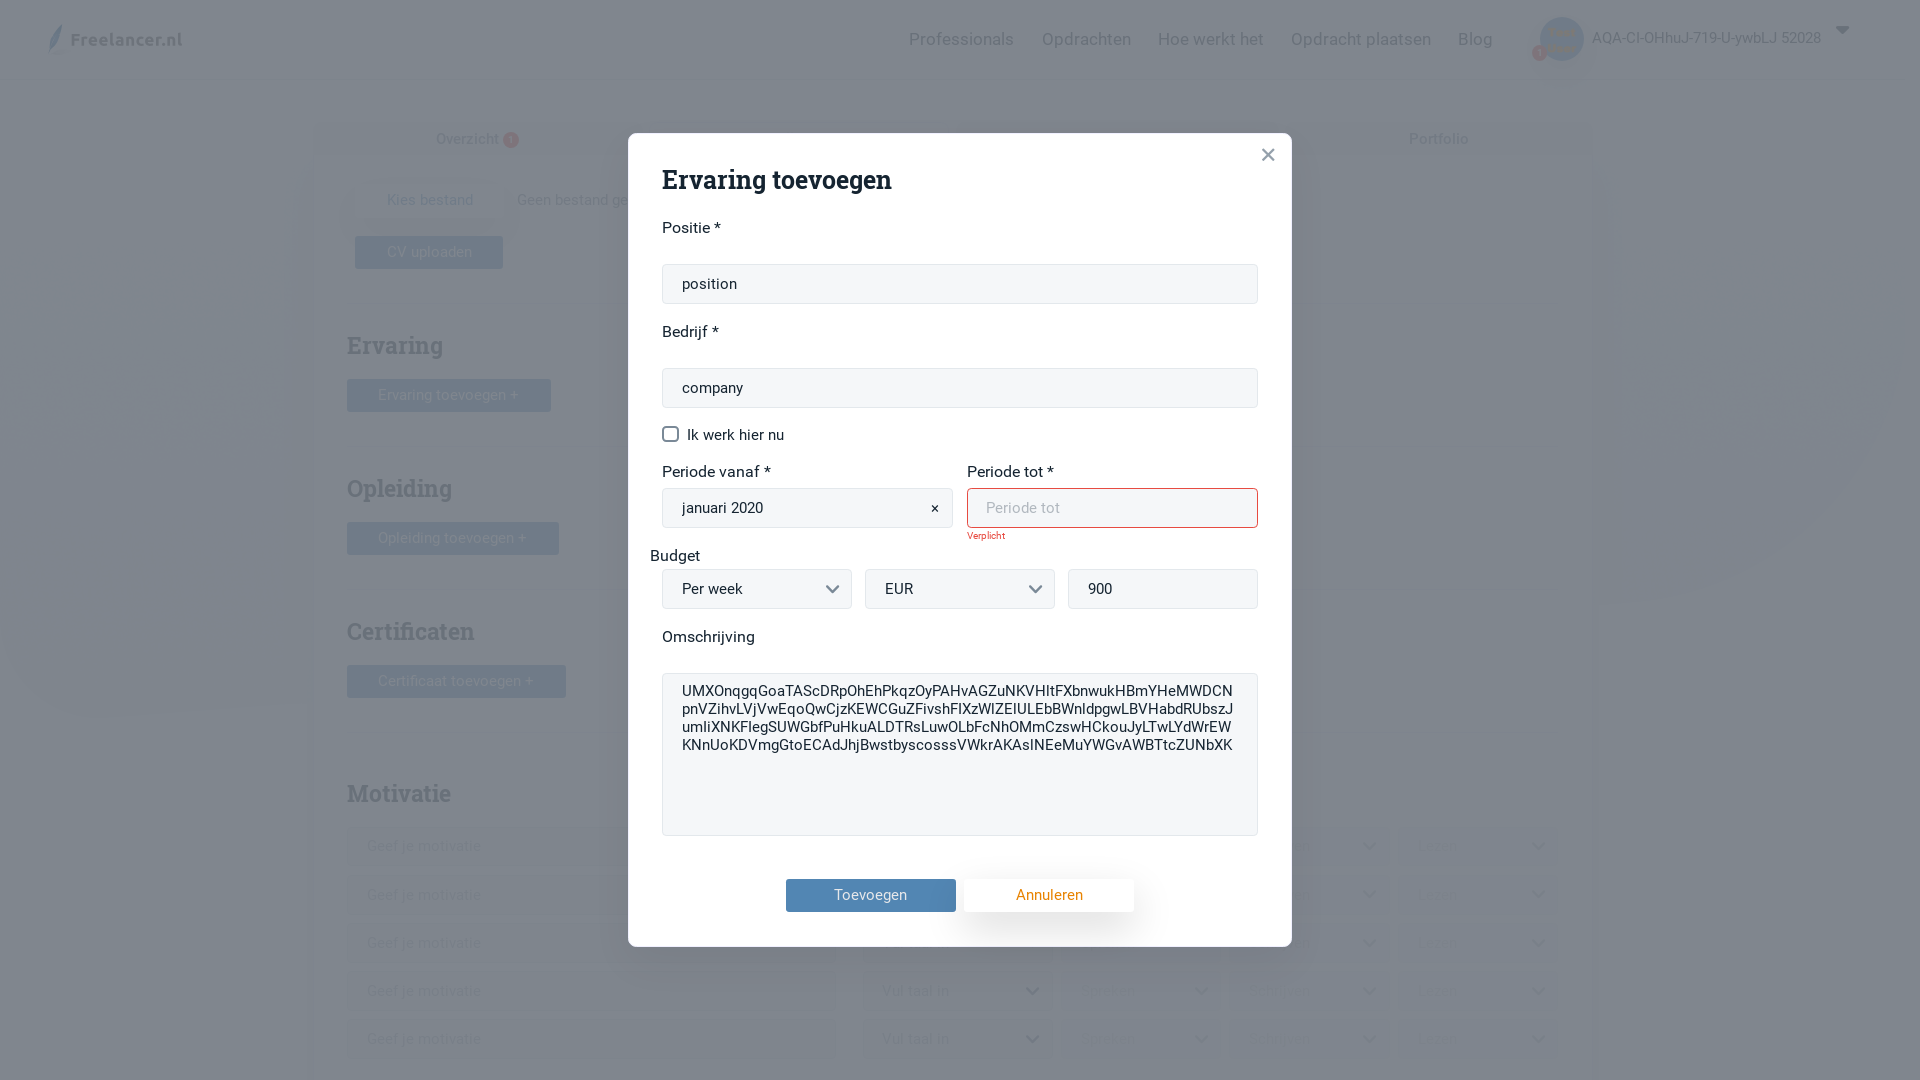 Freelancer.nl
Professionals
Opdrachten
Hoe werkt het
Opdracht plaatsen
Blog
AQA-CI-OHhuJ-719-U-ywbLJ 52028
Overzicht
Portfolio
Kies bestand
Geen bestand ge
CV uploaden
Ervaring
Ervaring toevoegen +
Opleiding
Opleiding toevoegen +
Certificaten
Certificaat toevoegen +
Motivatie
Geef je motivatie
Geef je motivatie
Geef je motivatie
Geef je motivatie
Vul taal in
Geef je motivatie
Vul taal in
Ervaring toevoegen
Positie *
position
Bedrijf *
company
Ik werk hier nu
Periode vanaf *
Periode tot *
januari 2020
×
Periode tot
Verplicht
Budget
Per week
EUR
900
Omschrijving
UMXOnqgqGoaTAScDRpOhEhPkqzOyPAHvAGZuNKVHltFXbnwukHBmYHeMWDCN
pnVZihvLVjVwEqoQwCjzKEWCGuZFivshFlXzWlZElULEbBWnldpgwLBVHabdRUbszJ
umIiXNKFlegSUWGbfPuHkuALDTRsLuwOLbFcNhOMmCzswHCkouJyLTwLYdWrEW
KNnUoKDVmgGtoECAdJhjBwstbyscosssVWkrAKAslNEeMuYWGvAWBTtcZUNbXK
Toevoegen
Annuleren